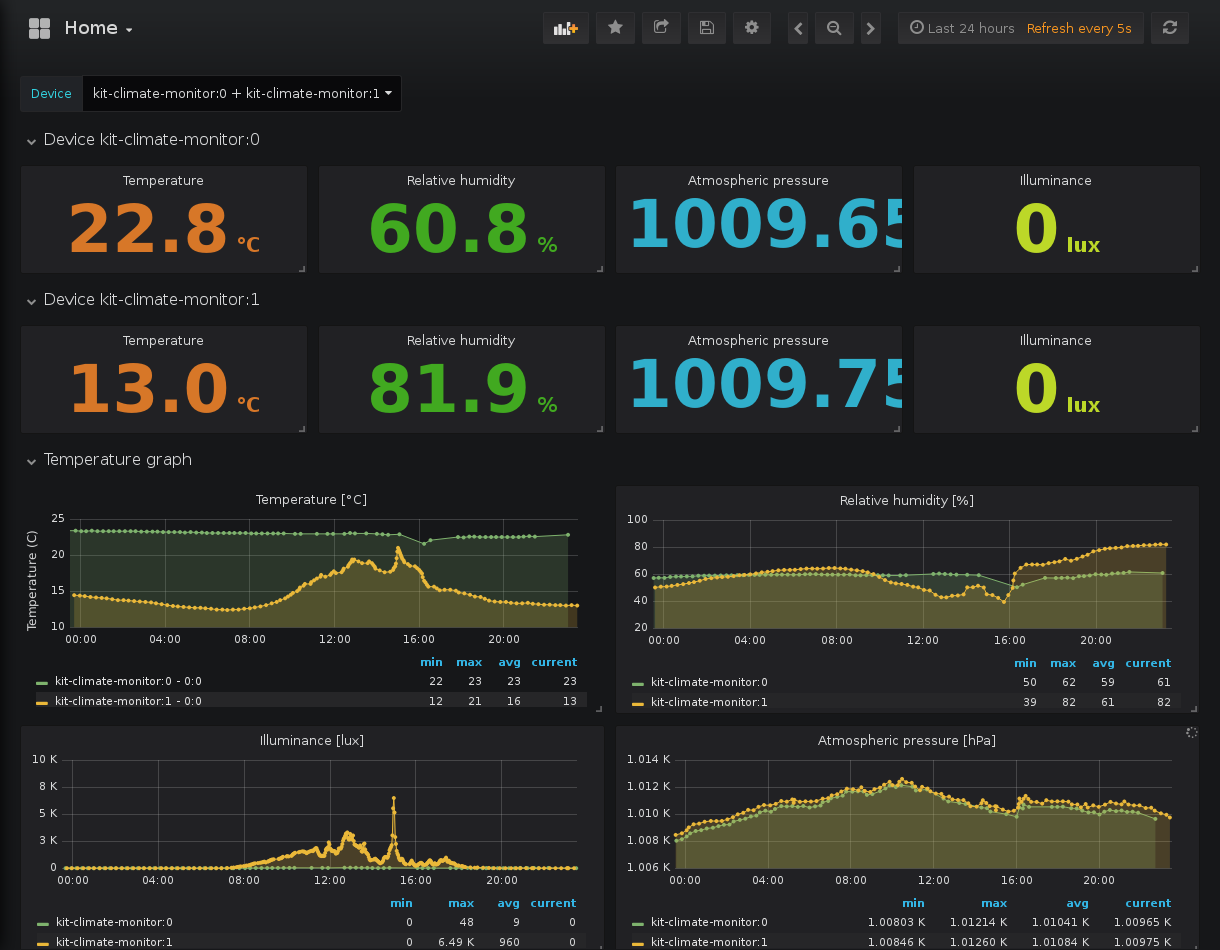 Home
Last 24 hours Refresh every 5s
Device kit-climate-monitor:0 + kit-climate-monitor:1
Device kit-climate-monitor:0
Temperature Relative humidity Atmospheric pressure Illuminance
22.8 °C 60.8 % 1009.65 0 lux
Device kit-climate-monitor:1
Temperature Relative humidity Atmospheric pressure Illuminance
13.0 °C 81.9 % 1009.75 0 lux
Temperature graph
Temperature [°C]
Temperature (C)
25
20
15
10
00:00 04:00 08:00 12:00 16:00 20:00
min max avg current
kit-climate-monitor:0 - 0:0 22 23 23 23
kit-climate-monitor:1 - 0:0 12 21 16 13
Relative humidity [%]
100
80
60
40
20
00:00 04:00 08:00 12:00 16:00 20:00
min max avg current
kit-climate-monitor:0 50 62 59 61
kit-climate-monitor:1 39 82 61 82
Illuminance [lux]
10 K
8 K
5 K
3 K
0
00:00 04:00 08:00 12:00 16:00 20:00
min max avg current
kit-climate-monitor:0 0 48 9 0
kit-climate-monitor:1 0 6.49 K 960 0
Atmospheric pressure [hPa]
1.014 K
1.012 K
1.010 K
1.008 K
1.006 K
00:00 04:00 08:00 12:00 16:00 20:00
min max avg current
kit-climate-monitor:0 1.00803 K 1.01214 K 1.01041 K 1.00965 K
kit-climate-monitor:1 1.00846 K 1.01260 K 1.01084 K 1.00975 K